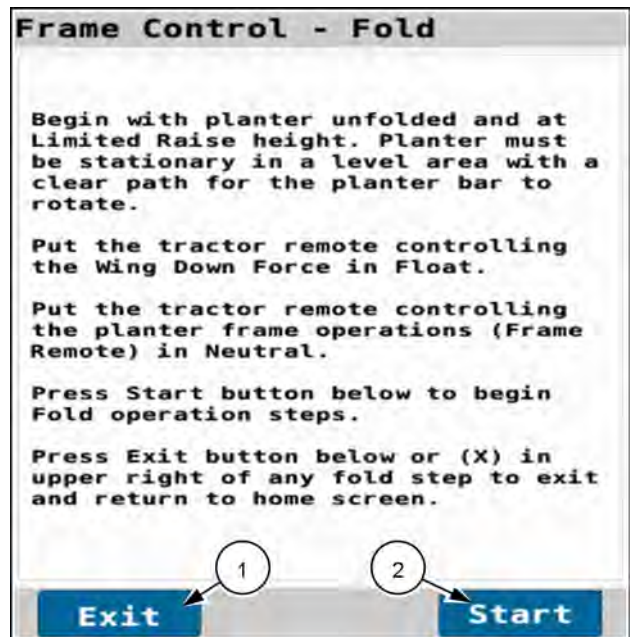 Frame Control - Fold
Begin with planter unfolded and at
Limited Raise height. Planter must
be stationary in a level area with a
clear path for the planter bar to
rotate.
Put the tractor remote controlling
the Wing Down Force in Float.
Put the tractor remote controlling
the planter frame operations (Frame
Remote) in Neutral.
Press Start button below to begin
Fold operation steps.
Press Exit button below or (X) in
upper right of any fold step to exit
and return to home screen.
1 2
Exit Start